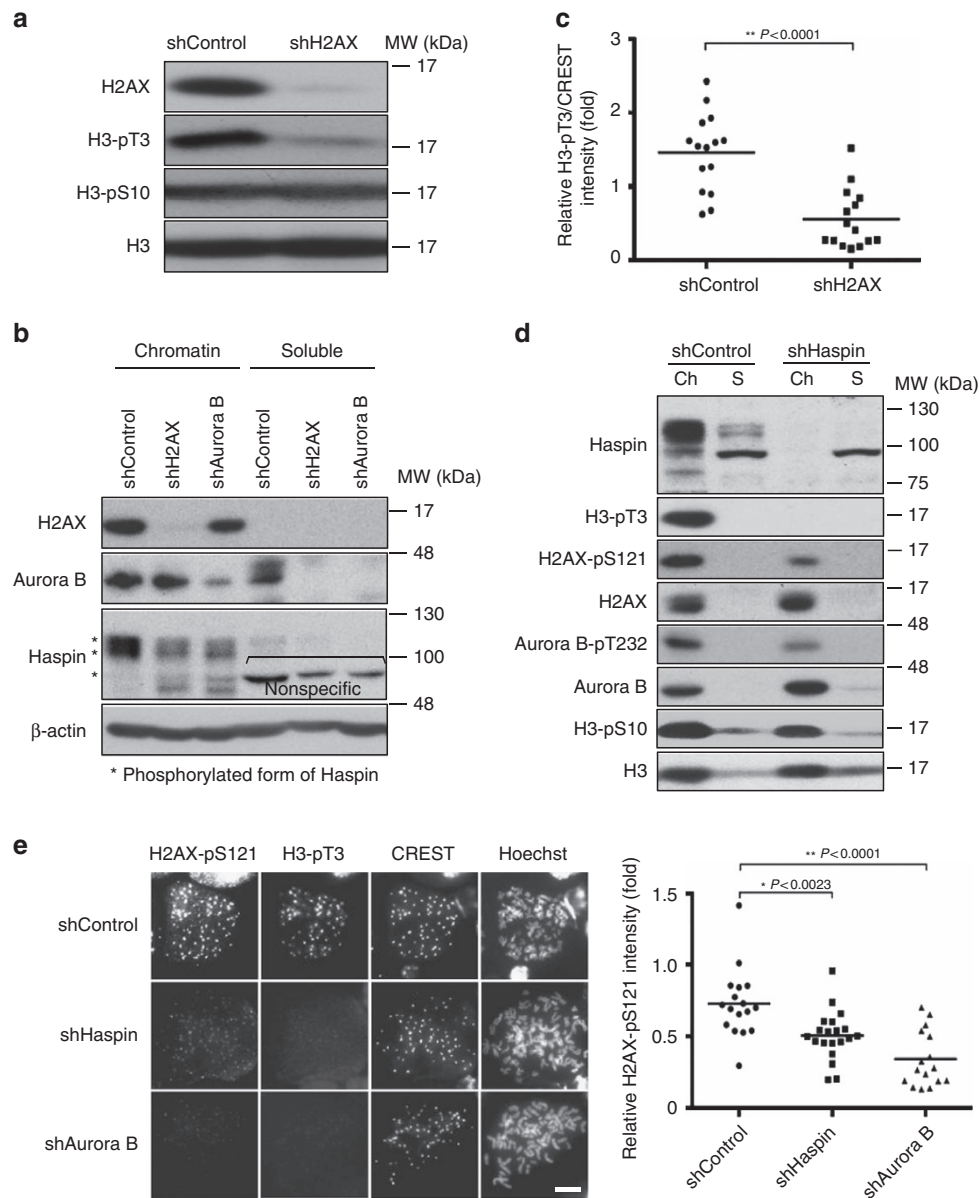 a
shControl shH2AX MW (kDa)
H2AX
17
H3-pT3
17
H3-pS10
17
H3
17
b
Chromatin Soluble
shControl shH2AX shAurora B shControl shH2AX shAurora B
MW (kDa)
H2AX
17
48
Aurora B
130
Haspin
*
*
*
100
Nonspecific
48
β-actin
* Phosphorylated form of Haspin
c
Relative H3-pT3/CREST
intensity (fold)
** P<0.0001
3
2
1
0
shControl shH2AX
d
shControl shHaspin
Ch S Ch S
MW (kDa)
Haspin
130
100
75
H3-pT3
17
H2AX-pS121
17
H2AX
17
48
Aurora B-pT232
48
Aurora B
H3-pS10
17
H3
17
e
H2AX-pS121 H3-pT3 CREST Hoechst
shControl
shHaspin
shAurora B
Relative H2AX-pS121 intensity (fold)
** P<0.0001
* P<0.0023
1.5
1.0
0.5
0
shControl shHaspin shAurora B